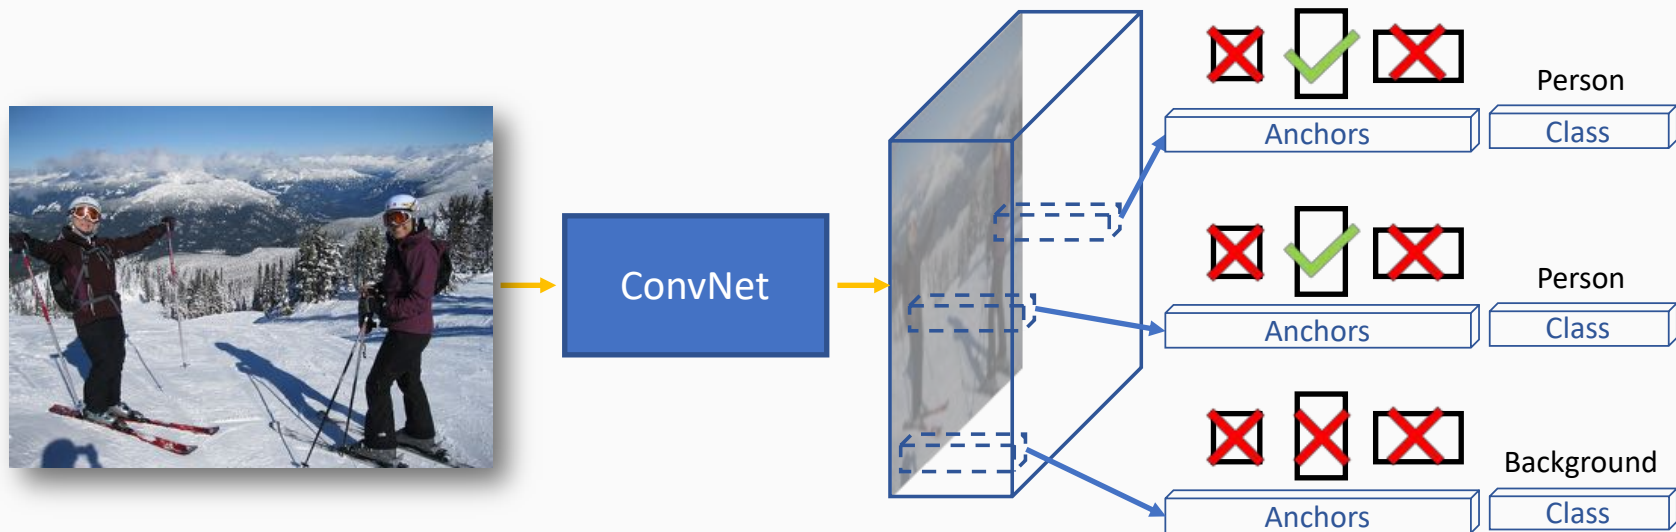 Person
Anchors
Class
ConvNet
Person
Anchors
Class
Background
Anchors
Class